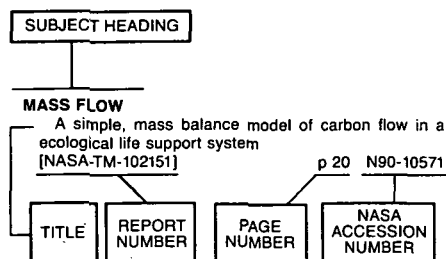 SUBJECT HEADING
MASS FLOW
A simple, mass balance model of carbon flow in a
ecological life support system
[NASA-TM-102151] p 20 N90-10571
TITLE
REPORT
NUMBER
PAGE
NUMBER
NASA
ACCESSION
NUMBER